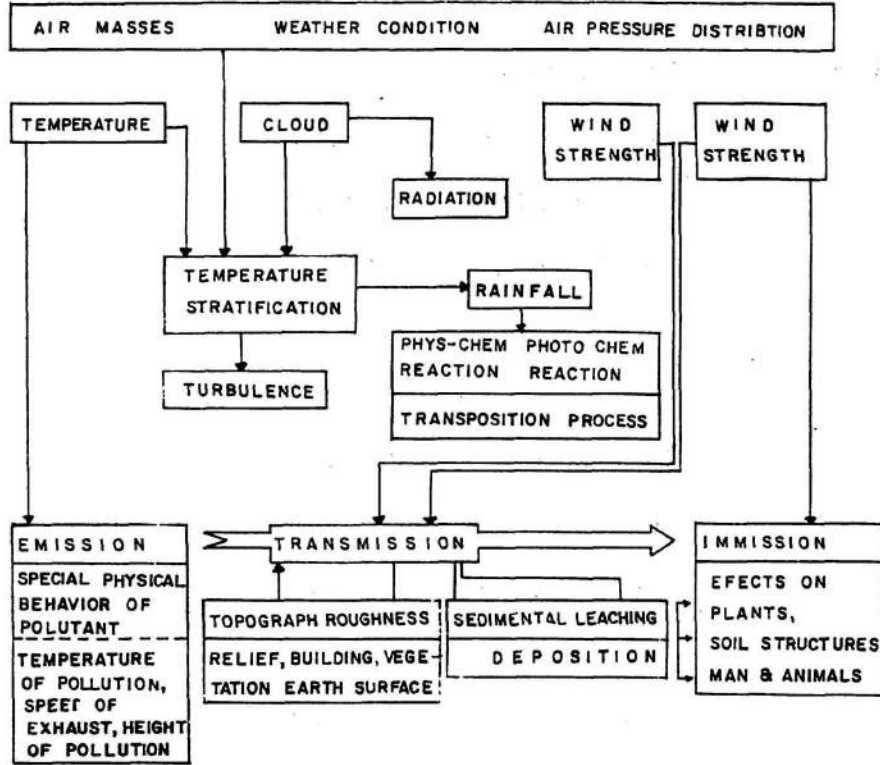 AIR MASSES WEATHER CONDITION AIR PRESSURE DISTRIBTION
TEMPERATURE
CLOUD
WIND
STRENGTH
WIND
STRENGTH
RADIATION
TEMPERATURE
STRATIFICATION
RAINFALL
PHYS-CHEM PHOTO CHEM
REACTION REACTION
TRANSPOSITION PROCESS
TURBULENCE
EMISSION
SPECIAL PHYSICAL
BEHAVIOR OF
POLUTANT
TEMPERATURE
OF POLLUTION,
SPEEГ OF
EXHAUST, HEIGHT
OF POLLUTION
TRANSMISSION
TOPOGRAPH ROUGHNESS
RELIEF, BUILDING, VEGE-
TATION EARTH SURFACE
SEDIMENTAL LEACHING
DEPOSITION
IMMISSION
EFECTS ON
PLANTS,
SOIL STRUCTURES
MAN & ANIMALS